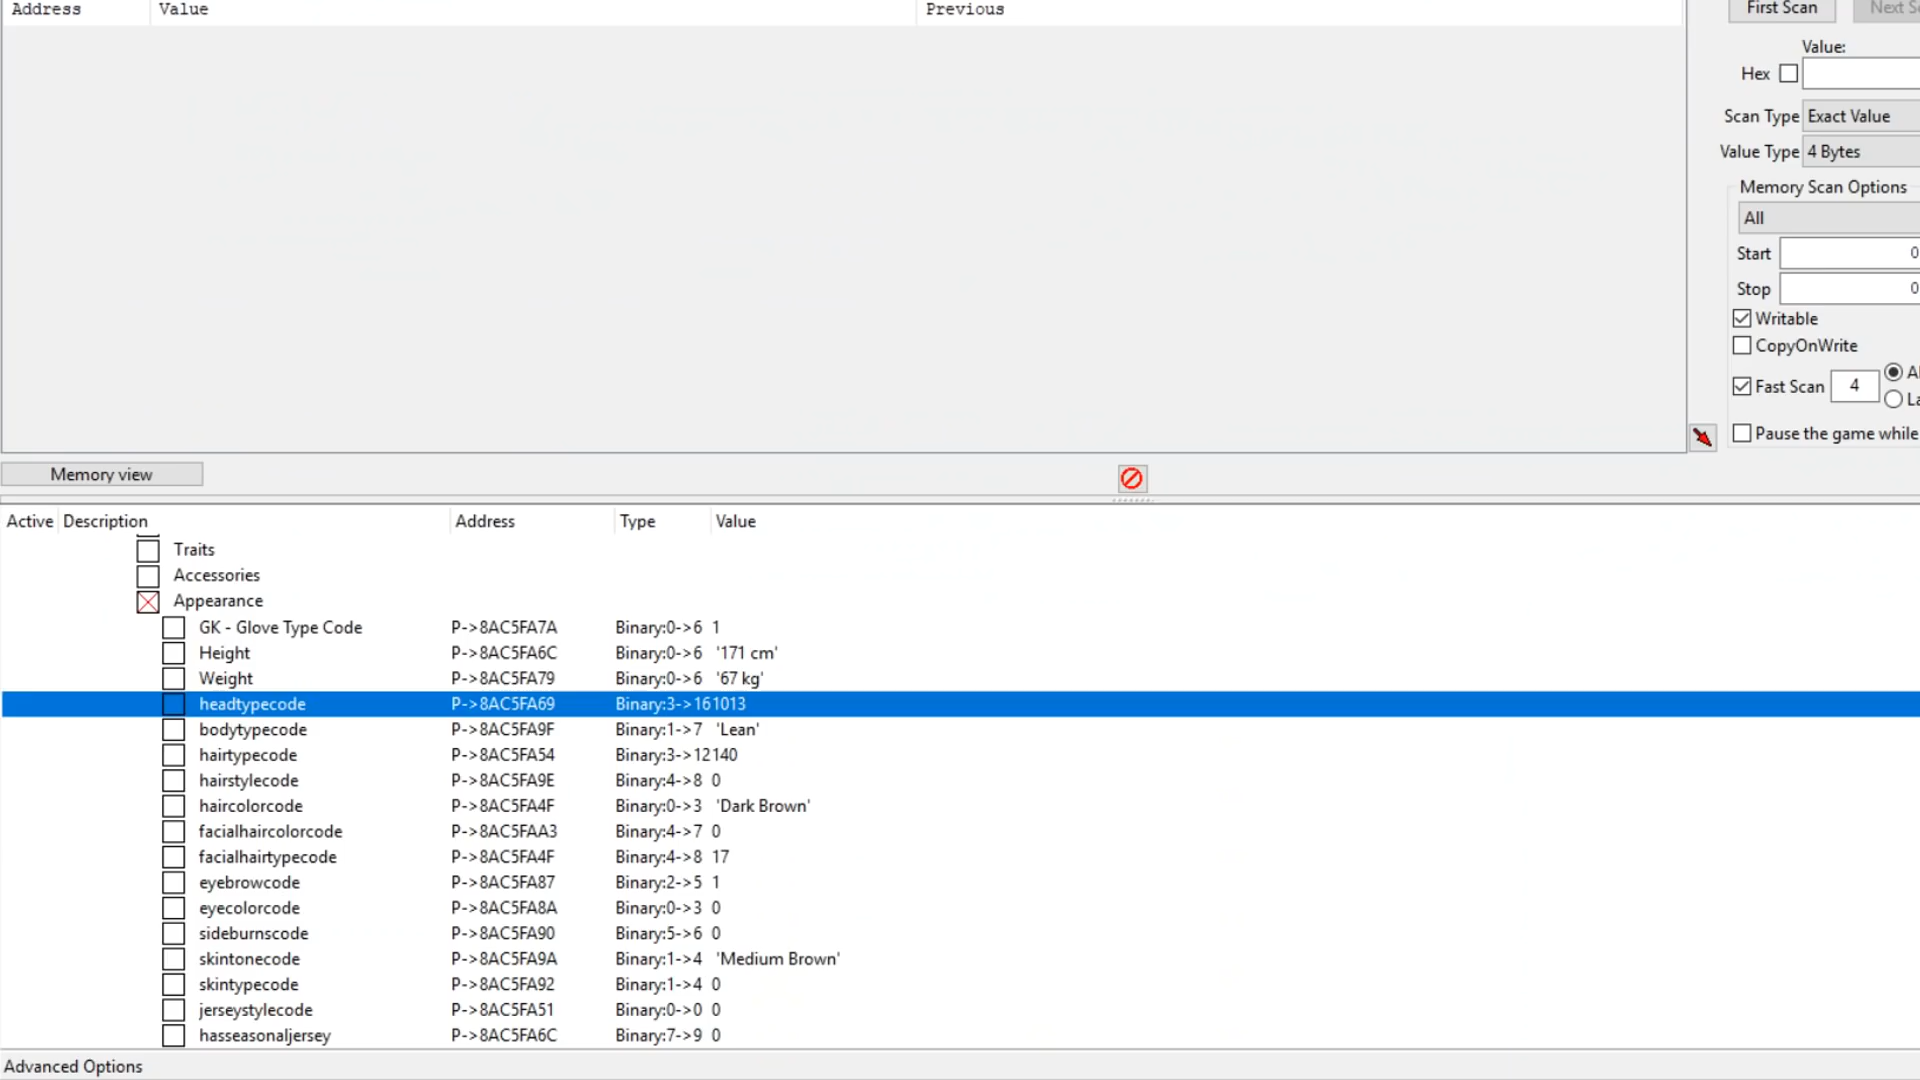 Address Value Previous
First Scan Next S
Value:
Hex
Scan Type Exact Value
Value Type 4 Bytes
Memory Scan Options
All
Start 0
Stop 0
Writable
CopyOnWrite
Fast Scan 4 Al
La
Pause the game while
Memory view
Active Description Address Type Value
Traits
Accessories
Appearance
GK - Glove Type Code P->8AC5FA7A Binary:0->6 1
Height P->8AC5FA6C Binary:0->6 '171 cm'
Weight P->8AC5FA79 Binary:0->6 '67 kg'
headtypecode P->8AC5FA69 Binary:3->161013
bodytypecode P->8AC5FA9F Binary:1->7 'Lean'
hairtypecode P->8AC5FA54 Binary:3->12140
hairstylecode P->8AC5FA9E Binary:4->8 0
haircolorcode P->8AC5FA4F Binary:0->3 'Dark Brown'
facialhaircolorcode P->8AC5FAA3 Binary:4->7 0
facialhairtypecode P->8AC5FA4F Binary:4->8 17
eyebrowcode P->8AC5FA87 Binary:2->5 1
eyecolorcode P->8AC5FA8A Binary:0->3 0
sideburnscode P->8AC5FA90 Binary:5->6 0
skintonecode P->8AC5FA9A Binary:1->4 'Medium Brown'
skintypecode P->8AC5FA92 Binary:1->4 0
jerseystylecode P->8AC5FA51 Binary:0->0 0
hasseasonaljersey P->8AC5FA6C Binary:7->9 0
Advanced Options